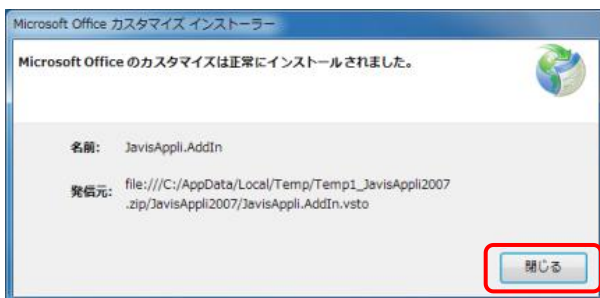 Microsoft Office カスタマイズ インストーラー
Microsoft Office のカスタマイズは正常にインストールされました。
名前: JavisAppli.AddIn
発信元: file:///C:/AppData/Local/Temp/Temp1_JavisAppli2007
.zip/JavisAppli2007/JavisAppli.AddIn.vsto
閉じる